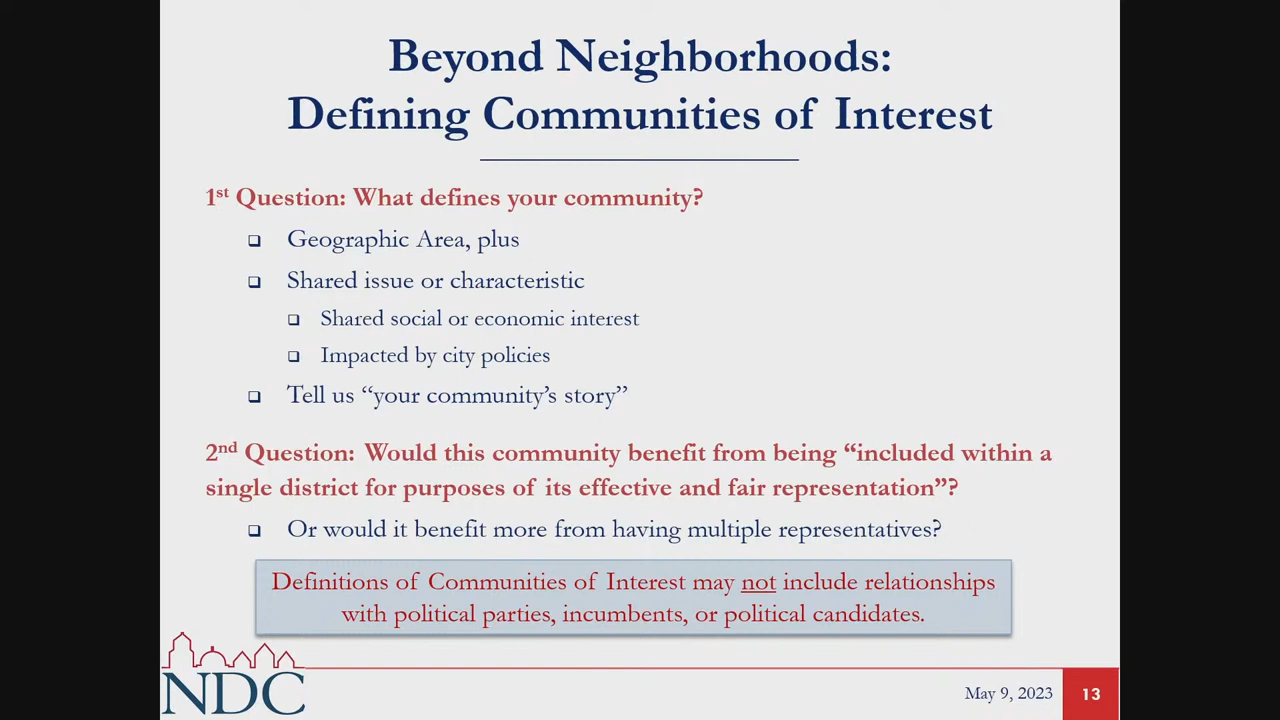 Beyond Neighborhoods:
Defining Communities of Interest
1st Question: What defines your community?
❑ Geographic Area, plus
❑ Shared issue or characteristic
❑ Shared social or economic interest
❑ Impacted by city policies
❑ Tell us “your community’s story”
2nd Question: Would this community benefit from being “included within a
single district for purposes of its effective and fair representation”?
❑ Or would it benefit more from having multiple representatives?
Definitions of Communities of Interest may not include relationships
with political parties, incumbents, or political candidates.
NDC
May 9, 2023
13